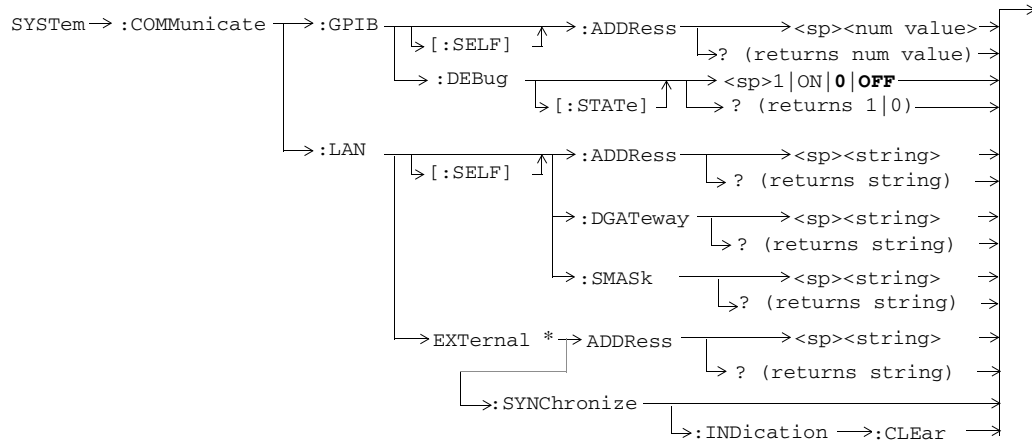 SYSTem :COMMunicate :GPIB [:SELF] :ADDRess <sp><num value>
? (returns num value)
:DEBug [:STATe] <sp>1|ON|0|OFF
? (returns 1|0)
:LAN [:SELF] :ADDRess <sp><string>
? (returns string)
:DGATeway <sp><string>
? (returns string)
:SMASk <sp><string>
? (returns string)
EXTernal * ADDRess <sp><string>
? (returns string)
:SYNChronize
:INDication :CLEar